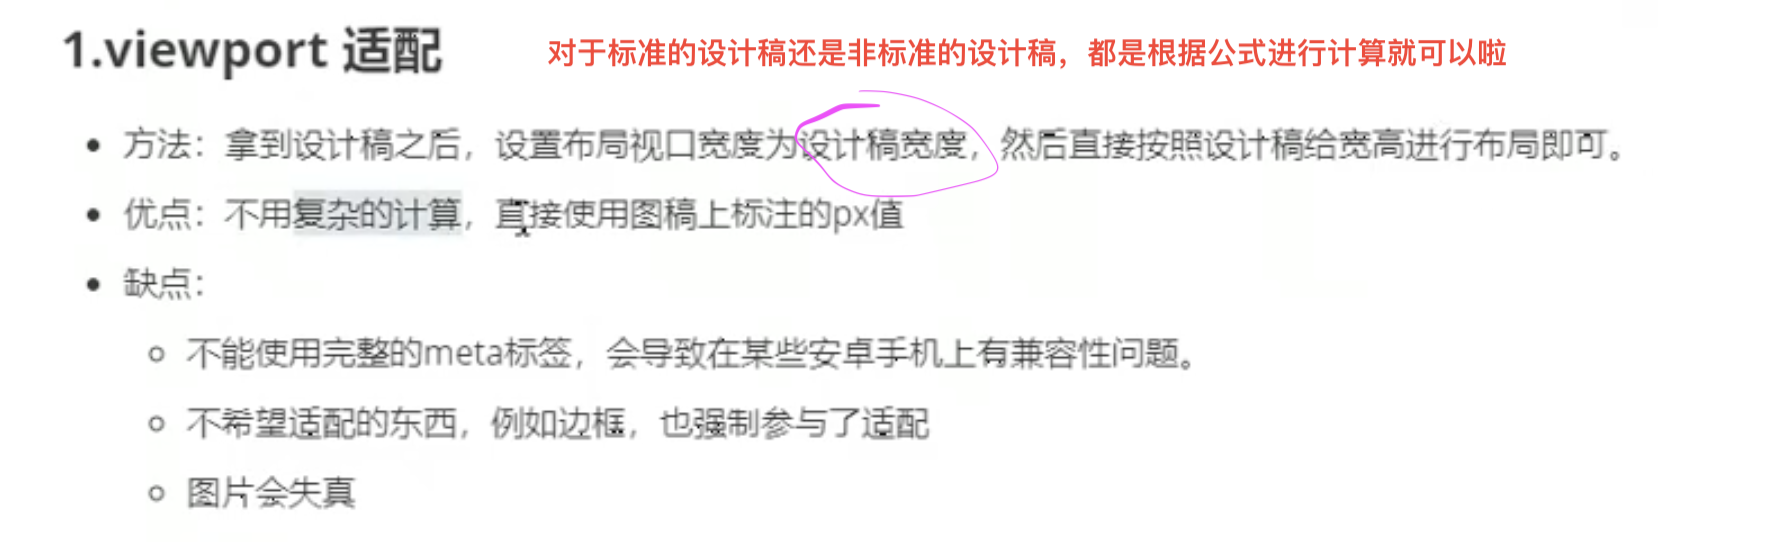 1.viewport 适配
对于标准的设计稿还是非标准的设计稿，都是根据公式进行计算就可以啦
方法：拿到设计稿之后，设置布局视口宽度为设计稿宽度，然后直接按照设计稿给宽高进行布局即可。
优点：不用复杂的计算，直接使用图稿上标注的px值
缺点：
不能使用完整的meta标签，会导致在某些安卓手机上有兼容性问题。
不希望适配的东西，例如边框，也强制参与了适配
图片会失真